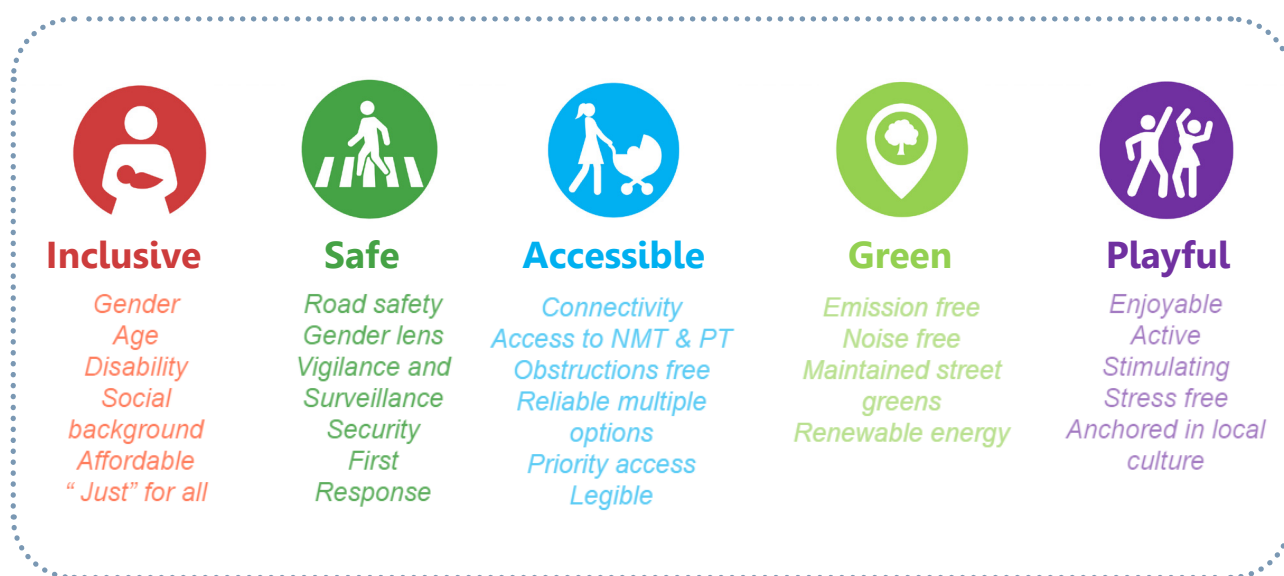 Inclusive
Gender
Age
Disability
Social
background
Affordable
“ Just” for all
Safe
Road safety
Gender lens
Vigilance and
Surveillance
Security
First
Response
Accessible
Connectivity
Access to NMT & PT
Obstructions free
Reliable multiple
options
Priority access
Legible
Green
Emission free
Noise free
Maintained street
greens
Renewable energy
Playful
Enjoyable
Active
Stimulating
Stress free
Anchored in local
culture